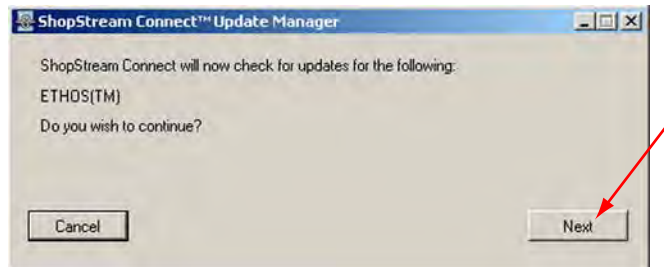 ShopStream Connect™ Update Manager
ShopStream Connect will now check for updates for the following:
ETHOS(TM)
Do you wish to continue?
Cancel Next